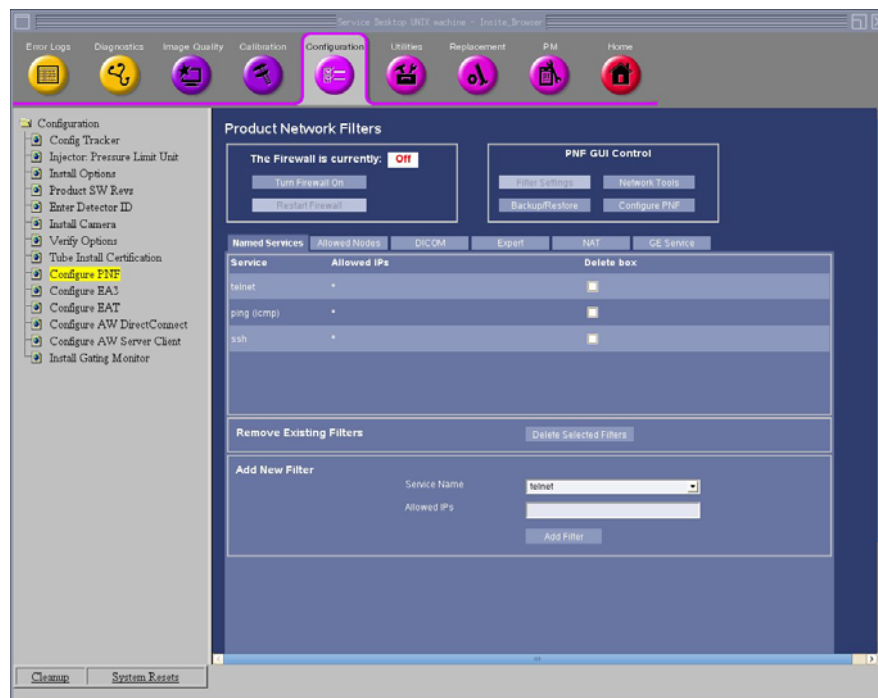 Service Desktop UNIX machine - Insite_Browser
Error Logs
Diagnostics
Image Quality
Calibration
Configuration
Utilities
Replacement
PM
Home
Configuration
Config Tracker
Injector: Pressure Limit Unit
Install Options
Product SW Revs
Enter Detector ID
Install Camera
Verify Options
Tube Install Certification
Configure PNF
Configure EA3
Configure EAT
Configure AW DirectConnect
Configure AW Server Client
Install Gating Monitor
Product Network Filters
The Firewall is currently: Off
Turn Firewall On
Restart Firewall
PNF GUI Control
Filter Settings
Network Tools
Backup/Restore
Configure PNF
Named Services
Allowed Nodes
DICOM
Expert
NAT
GE Service
Service Allowed IPs Delete box
telnet *
ping (icmp) *
ssh *
Remove Existing Filters
Delete Selected Filters
Add New Filter
Service Name
telnet
Allowed IPs
Add Filter
Cleanup
System Resets